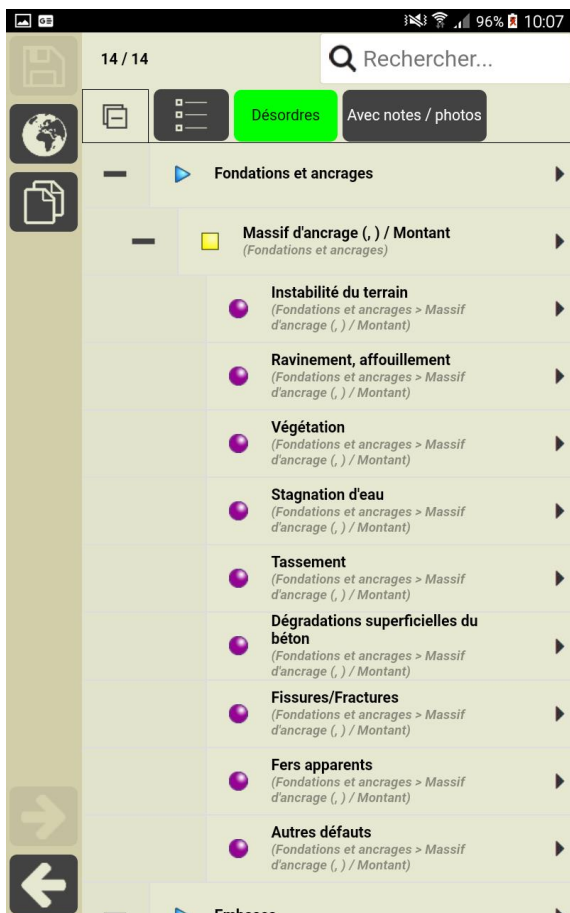 96% 10:07
14 / 14
Rechercher...
Désordres
Avec notes / photos
Fondations et ancrages
Massif d'ancrage (, ) / Montant
(Fondations et ancrages)
Instabilité du terrain
(Fondations et ancrages > Massif
d'ancrage (, ) / Montant)
Ravinement, affouillement
(Fondations et ancrages > Massif
d'ancrage (, ) / Montant)
Végétation
(Fondations et ancrages > Massif
d'ancrage (, ) / Montant)
Stagnation d'eau
(Fondations et ancrages > Massif
d'ancrage (, ) / Montant)
Tassement
(Fondations et ancrages > Massif
d'ancrage (, ) / Montant)
Dégradations superficielles du
béton
(Fondations et ancrages > Massif
d'ancrage (, ) / Montant)
Fissures/Fractures
(Fondations et ancrages > Massif
d'ancrage (, ) / Montant)
Fers apparents
(Fondations et ancrages > Massif
d'ancrage (, ) / Montant)
Autres défauts
(Fondations et ancrages > Massif
d'ancrage (, ) / Montant)